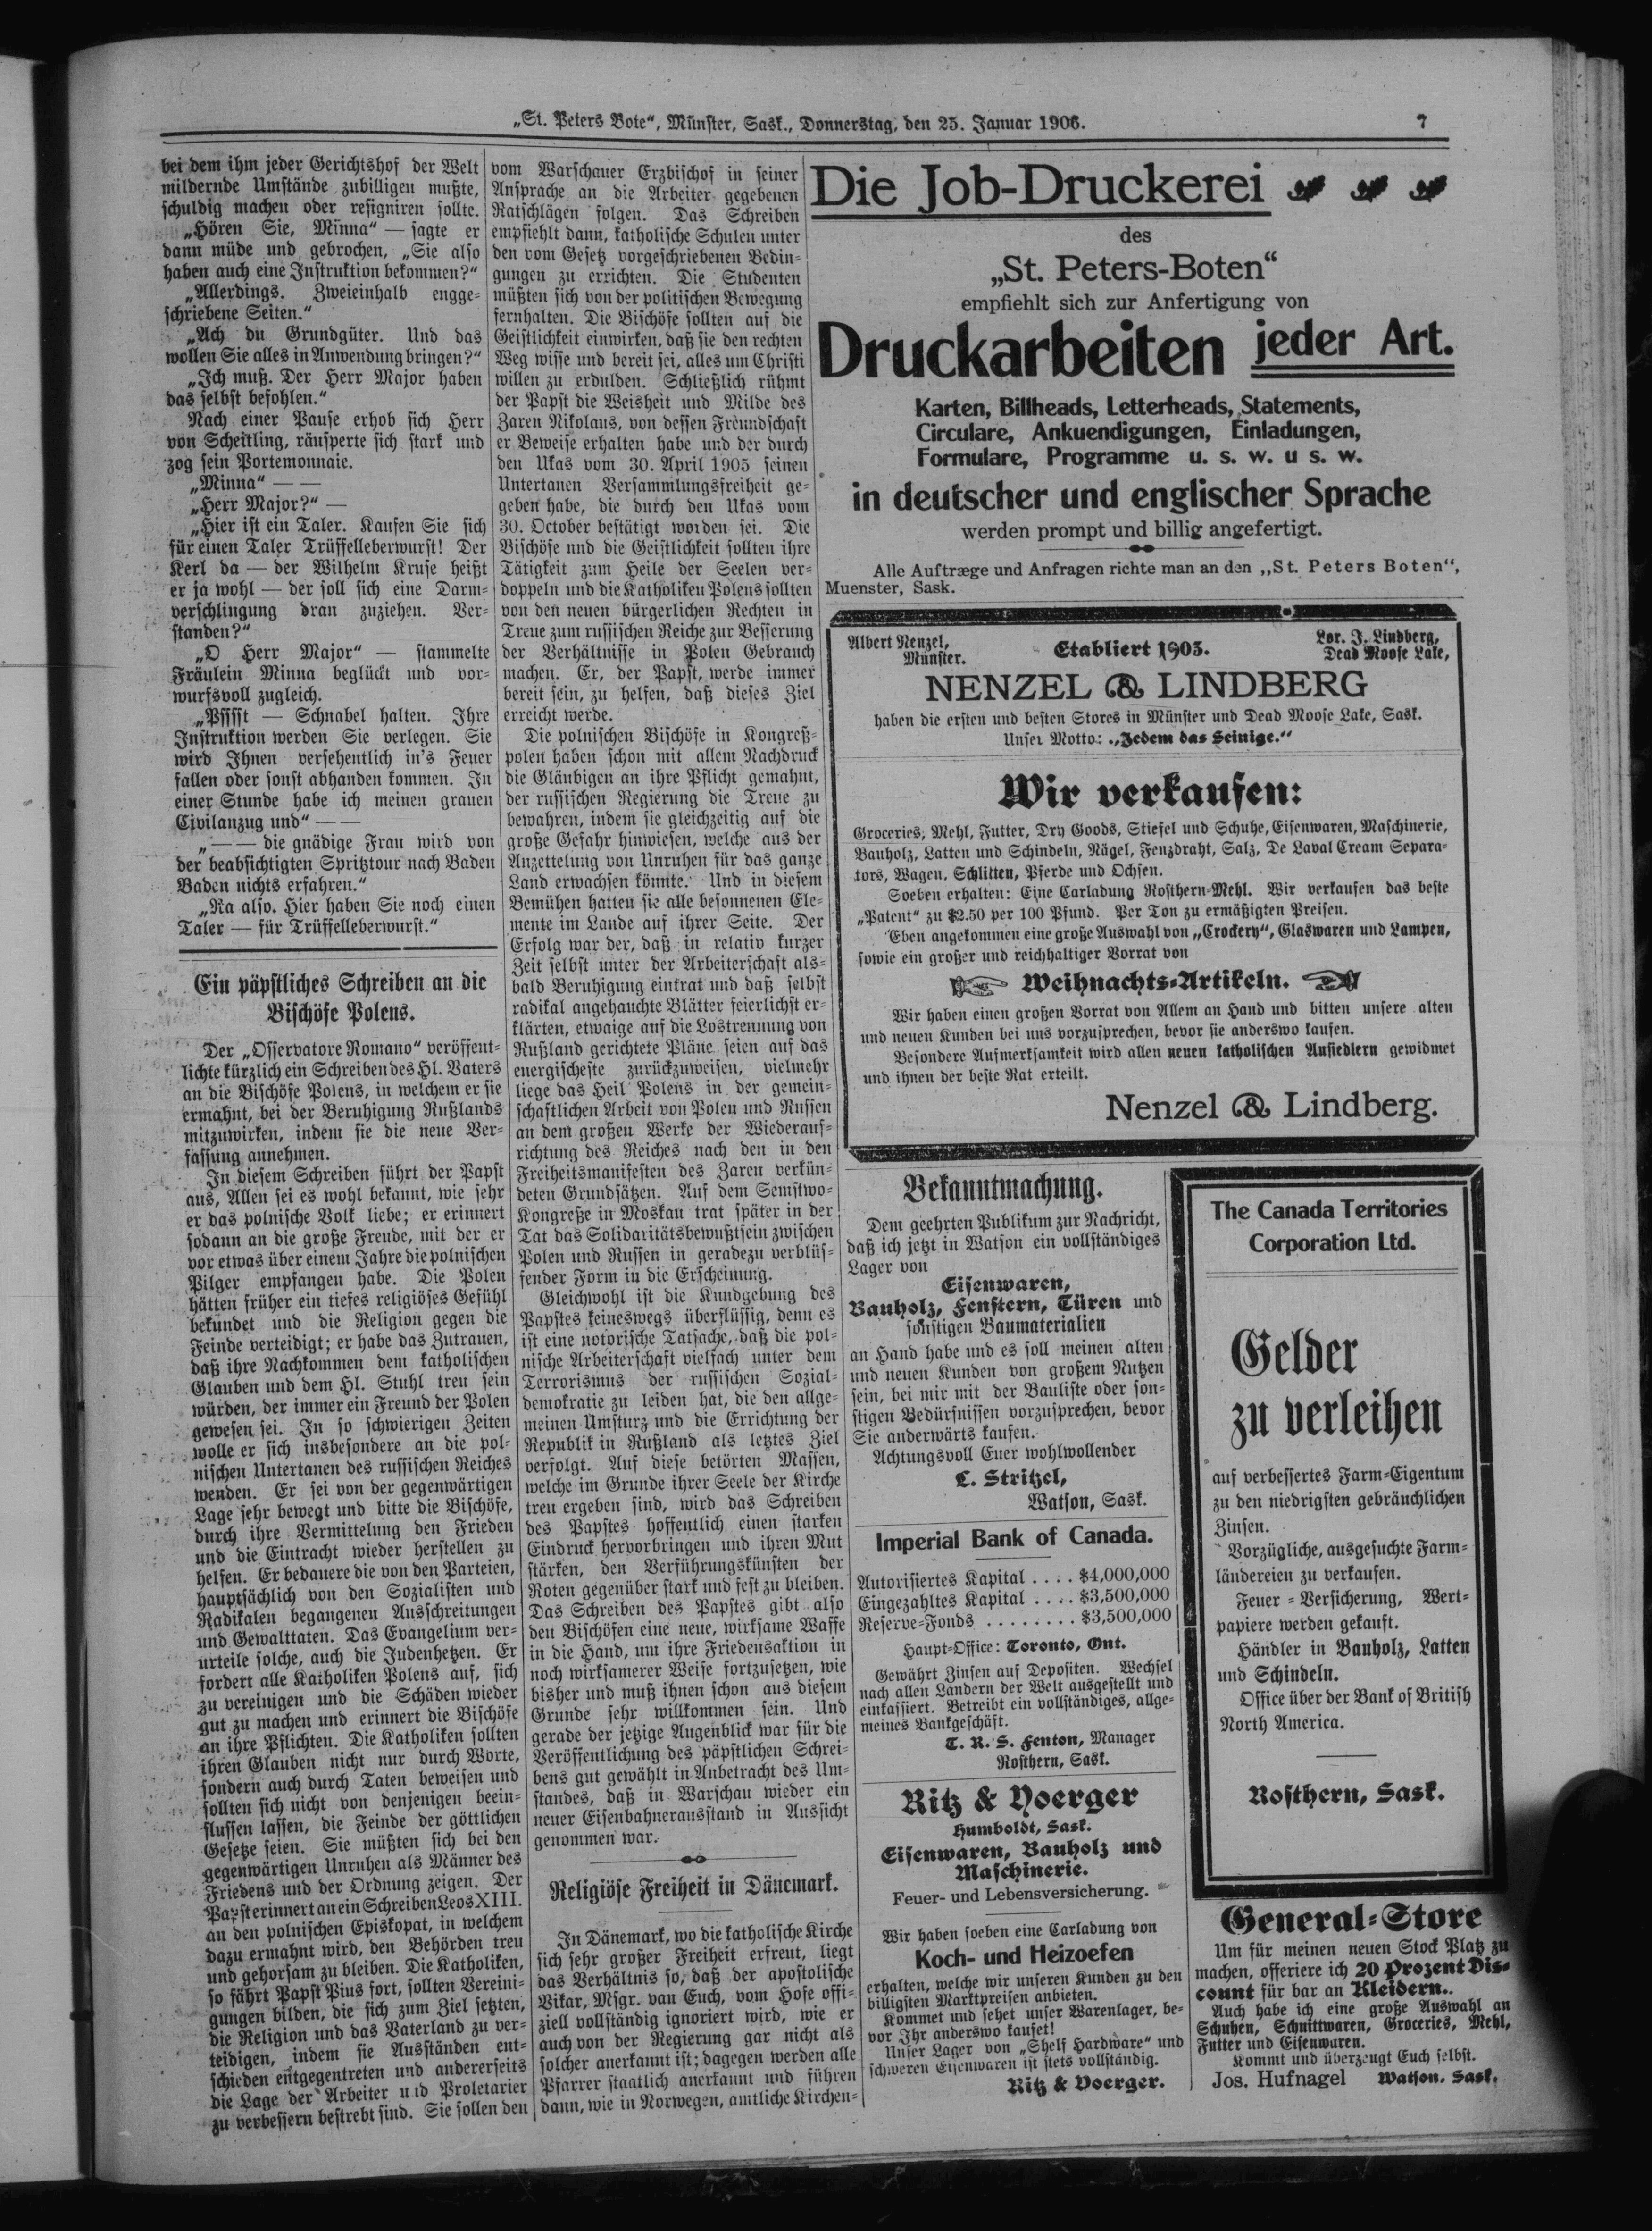 „St. Peters Bote“, Münster, Sask., Donnerstag, den 25. Januar 1906.
7
bei dem ihm jeder Gerichtshof der Welt
mildernde Umstände zubilligen mußte,
schuldig machen oder resigniren sollte.
„Hören Sie, Minna“ — sagte er
dann müde und gebrochen, „Sie also
haben auch eine Instruktion bekommen?“
„Allerdings. Zweieinhalb engge-
schriebene Seiten.“
„Ach du Grundgüter. Und das
wollen Sie alles in Anwendung bringen?“
„Ich muß. Der Herr Major haben
das selbst befohlen.“
Nach einer Pause erhob sich Herr
von Scheitling, räusperte sich stark und
zog sein Portemonnaie.
„Minna“ — —
„Herr Major?“ —
„Hier ist ein Taler. Kaufen Sie sich
für einen Taler Trüffelleberwurst! Der
Kerl da — der Wilhelm Kruse heißt
er ja wohl — der soll sich eine Darm-
verschlingung dran zuziehen. Ver-
standen?“
„O Herr Major“ — stammelte
Fräulein Minna beglückt und vor-
wurfsvoll zugleich.
„Psssst — Schnabel halten. Ihre
Instruktion werden Sie verlegen. Sie
wird Ihnen versehentlich in's Feuer
fallen oder sonst abhanden kommen. In
einer Stunde habe ich meinen grauen
Civilanzug und“ — —
„— — die gnädige Frau wird von
der beabsichtigten Spritztour nach Baden
Baden nichts erfahren.“
„Na also. Hier haben Sie noch einen
Taler — für Trüffelleberwurst.“
Ein päpstliches Schreiben an die
Bischöfe Polens.
Der „Osservatore Romano“ veröffent-
lichte kürzlich ein Schreiben des Hl. Vaters
an die Bischöfe Polens, in welchem er sie
ermahnt, bei der Beruhigung Rußlands
mitzuwirken, indem sie die neue Ver-
fassung annehmen.
In diesem Schreiben führt der Papst
aus, Allen sei es wohl bekannt, wie sehr
er das polnische Volk liebe; er erinnert
sodann an die große Freude, mit der er
vor etwas über einem Jahre die polnischen
Pilger empfangen habe. Die Polen
hätten früher ein tiefes religiöses Gefühl
bekundet und die Religion gegen die
Feinde verteidigt; er habe das Zutrauen,
daß ihre Nachkommen dem katholischen
Glauben und dem Hl. Stuhl treu sein
würden, der immer ein Freund der Polen
gewesen sei. In so schwierigen Zeiten
wolle er sich insbesondere an die pol-
nischen Untertanen des russischen Reiches
wenden. Er sei von der gegenwärtigen
Lage sehr bewegt und bitte die Bischöfe,
durch ihre Vermittelung den Frieden
und die Eintracht wieder herstellen zu
helfen. Er bedauere die von den Parteien,
hauptsächlich von den Sozialisten und
Radikalen begangenen Ausschreitungen
und Gewalttaten. Das Evangelium ver-
urteile solche, auch die Judenhetzen. Er
fordert alle Katholiken Polens auf, sich
zu vereinigen und die Schäden wieder
gut zu machen und erinnert die Bischöfe
an ihre Pflichten. Die Katholiken sollten
ihren Glauben nicht nur durch Worte,
sondern auch durch Taten beweisen und
sollten sich nicht von denjenigen beein-
flussen lassen, die Feinde der göttlichen
Gesetze seien. Sie müßten sich bei den
gegenwärtigen Unruhen als Männer des
Friedens und der Ordnung zeigen. Der
Papst erinnert an ein Schreiben Leos XIII.
an den polnischen Episkopat, in welchem
dazu ermahnt wird, den Behörden treu
und gehorsam zu bleiben. Die Katholiken,
so fährt Papst Pius fort, sollten Vereini-
gungen bilden, die sich zum Ziel setzten,
die Religion und das Vaterland zu ver-
teidigen, indem sie Ausständen ent-
schieden entgegentreten und andererseits
die Lage der Arbeiter und Proletarier
zu verbessern bestrebt sind. Sie sollen den
vom Warschauer Erzbischof in seiner
Ansprache an die Arbeiter gegebenen
Ratschlägen folgen. Das Schreiben
empfiehlt dann, katholische Schulen unter
den vom Gesetz vorgeschriebenen Bedin-
gungen zu errichten. Die Studenten
müßten sich von der politischen Bewegung
fernhalten. Die Bischöfe sollten auf die
Geistlichkeit einwirken, daß sie den rechten
Weg wisse und bereit sei, alles um Christi
willen zu erdulden. Schließlich rühmt
der Papst die Weisheit und Milde des
Zaren Nikolaus, von dessen Freundschaft
er Beweise erhalten habe und der durch
den Ukas vom 30. April 1905 seinen
Untertanen Versammlungsfreiheit ge-
geben habe, die durch den Ukas vom
30. October bestätigt worden sei. Die
Bischöfe und die Geistlichkeit sollten ihre
Tätigkeit zum Heile der Seelen ver-
doppeln und die Katholiken Polens sollten
von den neuen bürgerlichen Rechten in
Treue zum russischen Reiche zur Besserung
der Verhältnisse in Polen Gebrauch
machen. Er, der Papst, werde immer
bereit sein, zu helfen, daß dieses Ziel
erreicht werde.
Die polnischen Bischöfe in Kongreß-
polen haben schon mit allem Nachdruck
die Gläubigen an ihre Pflicht gemahnt,
der russischen Regierung die Treue zu
bewahren, indem sie gleichzeitig auf die
große Gefahr hinwiesen, welche aus der
Anzettelung von Unruhen für das ganze
Land erwachsen könnte. Und in diesem
Bemühen hatten sie alle besonnenen Ele-
mente im Lande auf ihrer Seite. Der
Erfolg war der, daß in relativ kurzer
Zeit selbst unter der Arbeiterschaft als-
bald Beruhigung eintrat und daß selbst
radikal angehauchte Blätter feierlichst er-
klärten, etwaige auf die Lostrennung von
Rußland gerichtete Pläne seien auf das
energischeste zurückzuweisen, vielmehr
liege das Heil Polens in der gemein-
schaftlichen Arbeit von Polen und Russen
an dem großen Werke der Wiederauf-
richtung des Reiches nach den in den
Freiheitsmanifesten des Zaren verkün-
deten Grundsätzen. Auf dem Semstwo-
Kongreße in Moskau trat später in der
Tat das Solidaritätsbewußtsein zwischen
Polen und Russen in geradezu verblüf-
fender Form in die Erscheinung.
Gleichwohl ist die Kundgebung des
Papstes keineswegs überflüssig, denn es
ist eine notorische Tatsache, daß die pol-
nische Arbeiterschaft vielfach unter dem
Terrorismus der russischen Sozial-
demokratie zu leiden hat, die den allge-
meinen Umsturz und die Errichtung der
Republik in Rußland als letztes Ziel
verfolgt. Auf diese betörten Massen,
welche im Grunde ihrer Seele der Kirche
treu ergeben sind, wird das Schreiben
des Papstes hoffentlich einen starken
Eindruck hervorbringen und ihren Mut
stärken, den Verführungskünsten der
Roten gegenüber stark und fest zu bleiben.
Das Schreiben des Papstes gibt also
den Bischöfen eine neue, wirksame Waffe
in die Hand, um ihre Friedensaktion in
noch wirksamerer Weise fortzusetzen, wie
bisher und muß ihnen schon aus diesem
Grunde sehr willkommen sein. Und
gerade der jetzige Augenblick war für die
Veröffentlichung des päpstlichen Schrei-
bens gut gewählt in Anbetracht des Um-
standes, daß in Warschau wieder ein
neuer Eisenbahnerausstand in Aussicht
genommen war.
Religiöse Freiheit in Dänemark.
In Dänemark, wo die katholische Kirche
sich sehr großer Freiheit erfreut, liegt
das Verhältnis so, daß der apostolische
Vikar, Msgr. van Euch, vom Hofe offi-
ziell vollständig ignoriert wird, wie er
auch von der Regierung gar nicht als
solcher anerkannt ist; dagegen werden alle
Pfarrer staatlich anerkannt und führen
dann, wie in Norwegen, amtliche Kirchen-
Die Job-Druckerei
des
„St. Peters-Boten“
empfiehlt sich zur Anfertigung von
Druckarbeiten jeder Art.
Karten, Billheads, Letterheads, Statements,
Circulare, Ankuendigungen, Einladungen,
Formulare, Programme u. s. w. u s. w.
in deutscher und englischer Sprache
werden prompt und billig angefertigt.
Alle Auftræge und Anfragen richte man an den ,,St. Peters Boten“,
Muenster, Sask.
Albert Nenzel,
Münster.
Etabliert 1903.
Lor. J. Lindberg,
Dead Moose Lake,
NENZEL & LINDBERG
haben die ersten und besten Stores in Münster und Dead Moose Lake, Sask.
Unser Motto: „Jedem das Seinige.“
Wir verkaufen:
Groceries, Mehl, Futter, Dry Goods, Stiefel und Schuhe, Eisenwaren, Maschinerie,
Bauholz, Latten und Schindeln, Nägel, Fenzdraht, Salz, De Laval Cream Separa-
tors, Wagen, Schlitten, Pferde und Ochsen.
Soeben erhalten: Eine Carladung Rosthern-Mehl. Wir verkaufen das beste
„Patent“ zu $2.50 per 100 Pfund. Per Ton zu ermäßigten Preisen.
Eben angekommen eine große Auswahl von „Crockery“, Glaswaren und Lampen,
sowie ein großer und reichhaltiger Vorrat von
Weihnachts-Artikeln.
Wir haben einen großen Vorrat von Allem an Hand und bitten unsere alten
und neuen Kunden bei uns vorzusprechen, bevor sie anderswo kaufen.
Besondere Aufmerksamkeit wird allen neuen katholischen Ansiedlern gewidmet
und ihnen der beste Rat erteilt.
Nenzel & Lindberg.
Bekanntmachung.
Dem geehrten Publikum zur Nachricht,
daß ich jetzt in Watson ein vollständiges
Lager von
Eisenwaren,
Bauholz, Fenstern, Türen und
sonstigen Baumaterialien
an Hand habe und es soll meinen alten
und neuen Kunden von großem Nutzen
sein, bei mir mit der Bauliste oder son-
stigen Bedürfnissen vorzusprechen, bevor
Sie anderwärts kaufen.
Achtungsvoll Euer wohlwollender
L. Stritzel,
Watson, Sask.
Imperial Bank of Canada.
Autorisiertes Kapital .... $4,000,000
Eingezahltes Kapital .... $3,500,000
Reserve-Fonds ........ $3,500,000
Haupt-Office: Toronto, Ont.
Gewährt Zinsen auf Depositen. Wechsel
nach allen Ländern der Welt ausgestellt und
einkassiert. Betreibt ein vollständiges, allge-
meines Bankgeschäft.
T. R. S. Fenton, Manager
Rosthern, Sask.
Ritz & Yoerger
Humboldt, Sask.
Eisenwaren, Bauholz und
Maschinerie.
Feuer- und Lebensversicherung.
Wir haben soeben eine Carladung von
Koch- und Heizoefen
erhalten, welche wir unseren Kunden zu den
billigsten Marktpreisen anbieten.
Kommet und sehet unser Warenlager, be-
vor Ihr anderswo kaufet!
Unser Lager von „Shelf Hardware“ und
schweren Eisenwaren ist stets vollständig.
Ritz & Yoerger.
The Canada Territories
Corporation Ltd.
Gelder
zu verleihen
auf verbessertes Farm-Eigentum
zu den niedrigsten gebräuchlichen
Zinsen.
Vorzügliche, ausgesuchte Farm-
ländereien zu verkaufen.
Feuer-Versicherung, Wert-
papiere werden gekauft.
Händler in Bauholz, Latten
und Schindeln.
Office über der Bank of British
North America.
Rosthern, Sask.
General-Store
Um für meinen neuen Stock Platz zu
machen, offeriere ich 20 Prozent Dis-
count für bar an Kleidern..
Auch habe ich eine große Auswahl an
Schuhen, Schnittwaren, Groceries, Mehl,
Futter und Eisenwaren.
Kommt und überzeugt Euch selbst.
Jos. Hufnagel Watson, Sask.